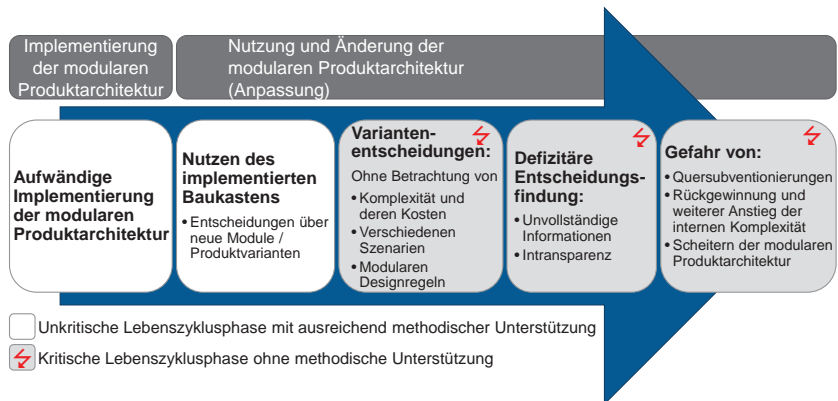 Implementierung
der modularen
Produktarchitektur
Nutzung und Änderung der
modularen Produktarchitektur
(Anpassung)
Aufwändige
Implementierung
der modularen
Produktarchitektur
Nutzen des
implementierten
Baukastens
• Entscheidungen über
neue Module /
Produktvarianten
Varianten-
entscheidungen:
Ohne Betrachtung von
• Komplexität und
deren Kosten
• Verschiedenen
Szenarien
• Modularen
Designregeln
Defizitäre
Entscheidungs-
findung:
• Unvollständige
Informationen
• Intransparenz
Gefahr von:
• Quersubventionierungen
• Rückgewinnung und
weiterer Anstieg der
internen Komplexität
• Scheitern der modularen
Produktarchitektur
Unkritische Lebenszyklusphase mit ausreichend methodischer Unterstützung
Kritische Lebenszyklusphase ohne methodische Unterstützung